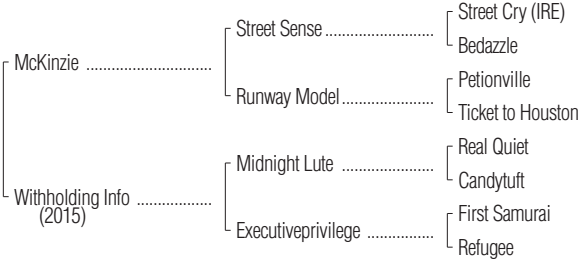 Street Cry (IRE)
Street Sense ..........................
Bedazzle
McKinzie ..............................
Petionville
Runway Model ......................
Ticket to Houston
Real Quiet
Midnight Lute ......................
Candytuft
Withholding Info ..................
(2015)
First Samurai
Executiveprivilege ................
Refugee